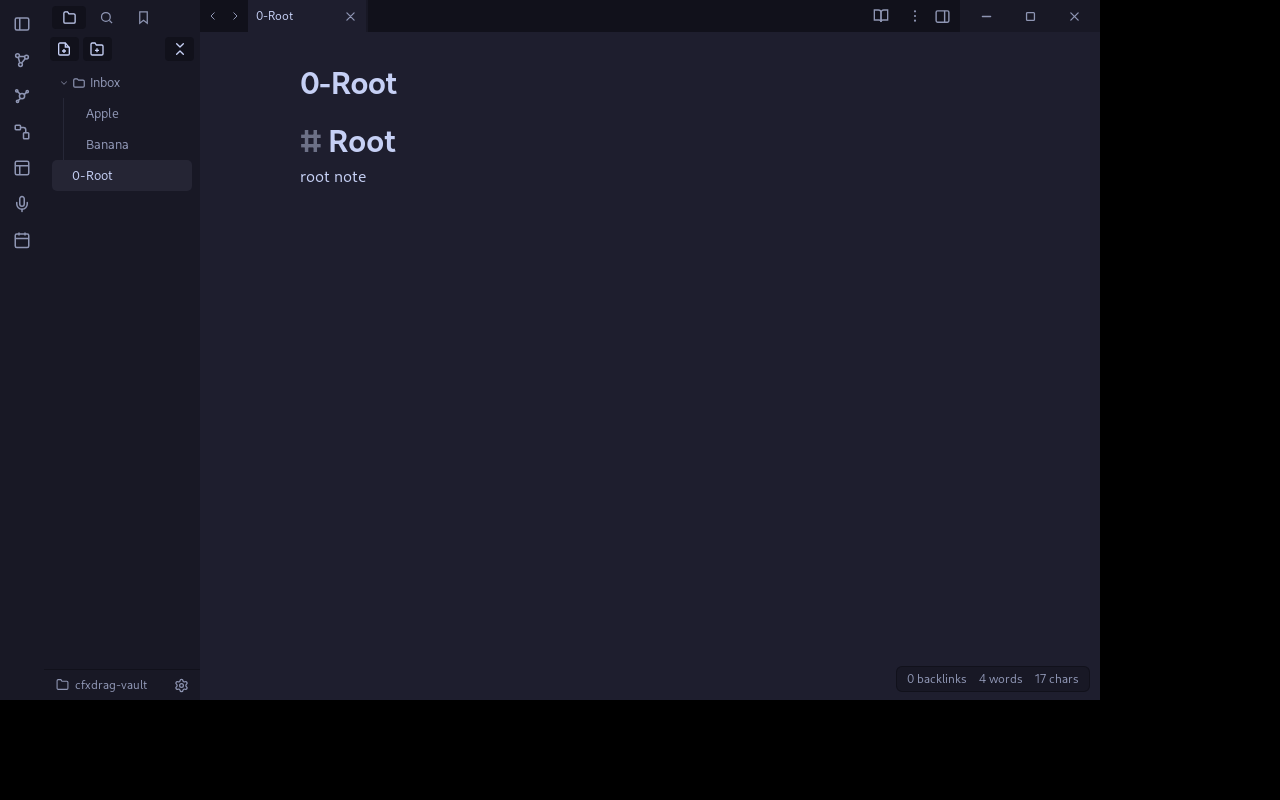 0-Root
Inbox
Apple
Banana
0-Root
0-Root
# Root
root note
cfxdrag-vault
0 backlinks 4 words 17 chars